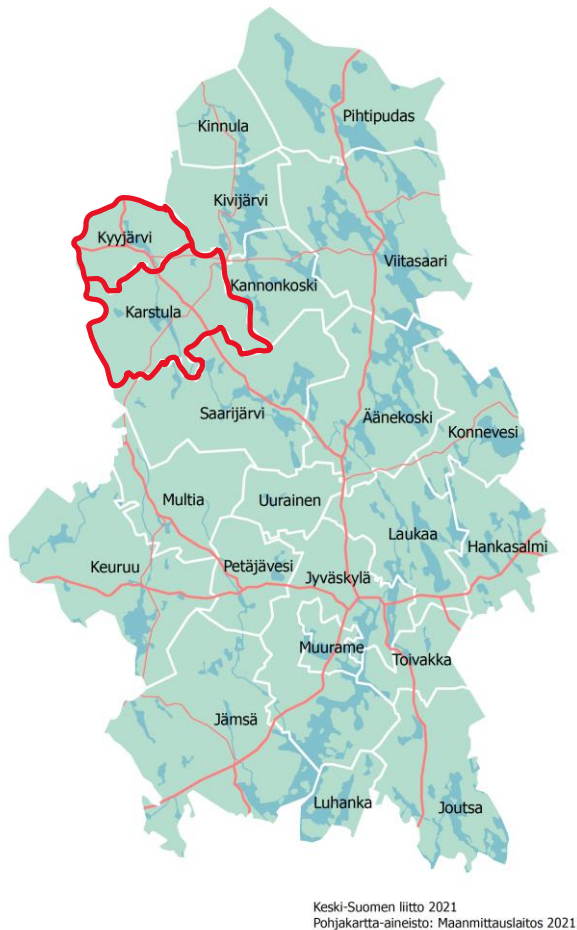 Pihtipudas
Kinnula
Kivijärvi
Kyyjärvi
Viitasaari
Kannonkoski
Karstula
Saarijärvi
Äänekoski
Konnevesi
Multia
Uurainen
Laukaa
Hankasalmi
Keuruu
Petäjävesi
Jyväskylä
Muurame
Toivakka
Jämsä
Luhanka
Joutsa
Keski-Suomen liitto 2021
Pohjakartta-aineisto: Maanmittauslaitos 2021